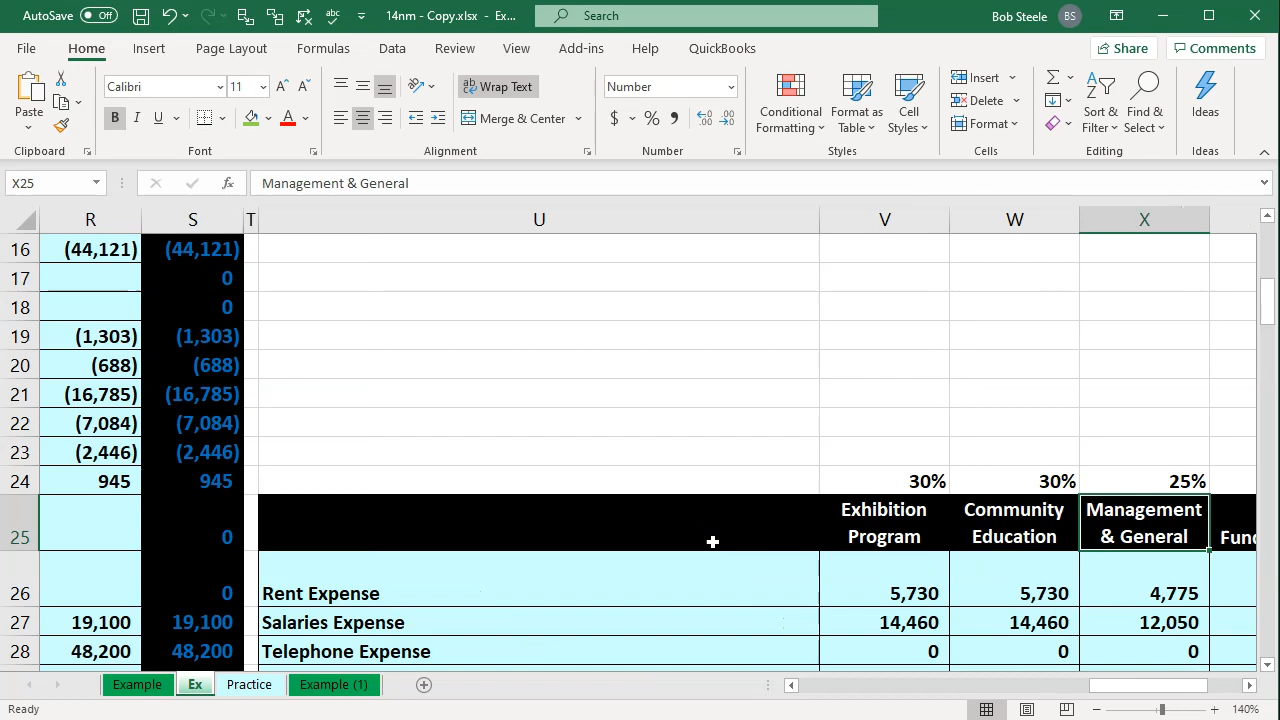 AutoSave Off 14nm - Copy.xlsx - Ex... Search Bob Steele BS
File Home Insert Page Layout Formulas Data Review View Add-ins Help QuickBooks Share Comments
Paste Calibri 11 ab Wrap Text Number Conditional Formatting Format as Table Cell Styles Insert Sort & Filter Find & Select Ideas
B I U Merge & Center $ % Delete
Format
Clipboard Font Alignment Number Styles Cells Editing Ideas
X25 fx Management & General
R S T U V W X
16 (44,121) (44,121)
17 0
18 0
19 (1,303) (1,303)
20 (688) (688)
21 (16,785) (16,785)
22 (7,084) (7,084)
23 (2,446) (2,446)
24 945 945 30% 30% 25%
Exhibition Community Management
25 0 Program Education & General Func
26 0 Rent Expense 5,730 5,730 4,775
27 19,100 19,100 Salaries Expense 14,460 14,460 12,050
28 48,200 48,200 Telephone Expense 0 0 0
Example Ex Practice Example (1)
Ready 140%